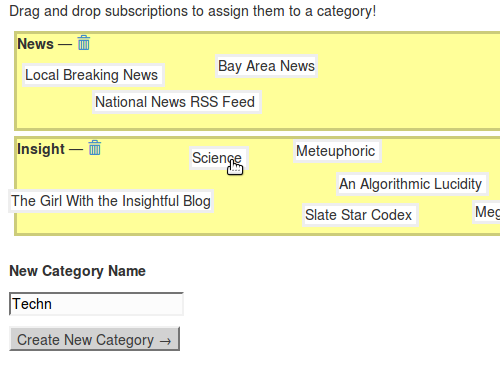 Drag and drop subscriptions to assign them to a category!
News —
Bay Area News
Local Breaking News
National News RSS Feed
Insight —
Science
Meteuphoric
An Algorithmic Lucidity
The Girl With the Insightful Blog
Slate Star Codex
Meg
New Category Name
Techn
Create New Category →